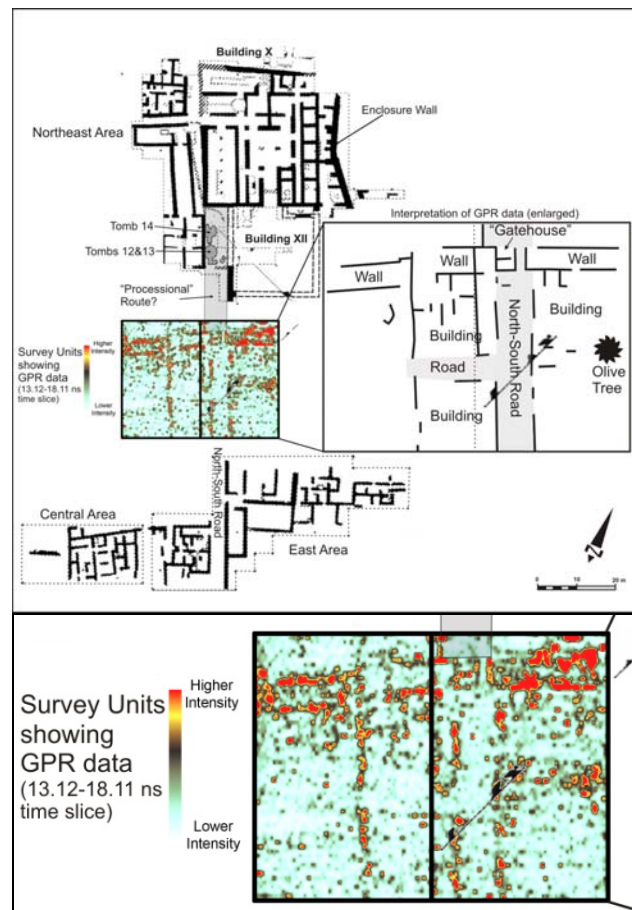 Building X
Enclosure Wall
Northeast Area
Tomb 14
Tombs 12&13
Building XII
"Processional"
Route?
Interpretation of GPR data (enlarged)
"Gatehouse"
Wall
Wall
Wall
Building
Building
Road
North-South Road
Building
Olive
Tree
Survey Units
showing
GPR data
(13.12-18.11 ns
time slice)
Higher
Intensity
Lower
Intensity
North-South Road
Central Area
East Area
N
0 10 20 m
Survey Units
showing
GPR data
(13.12-18.11 ns
time slice)
Higher
Intensity
Lower
Intensity